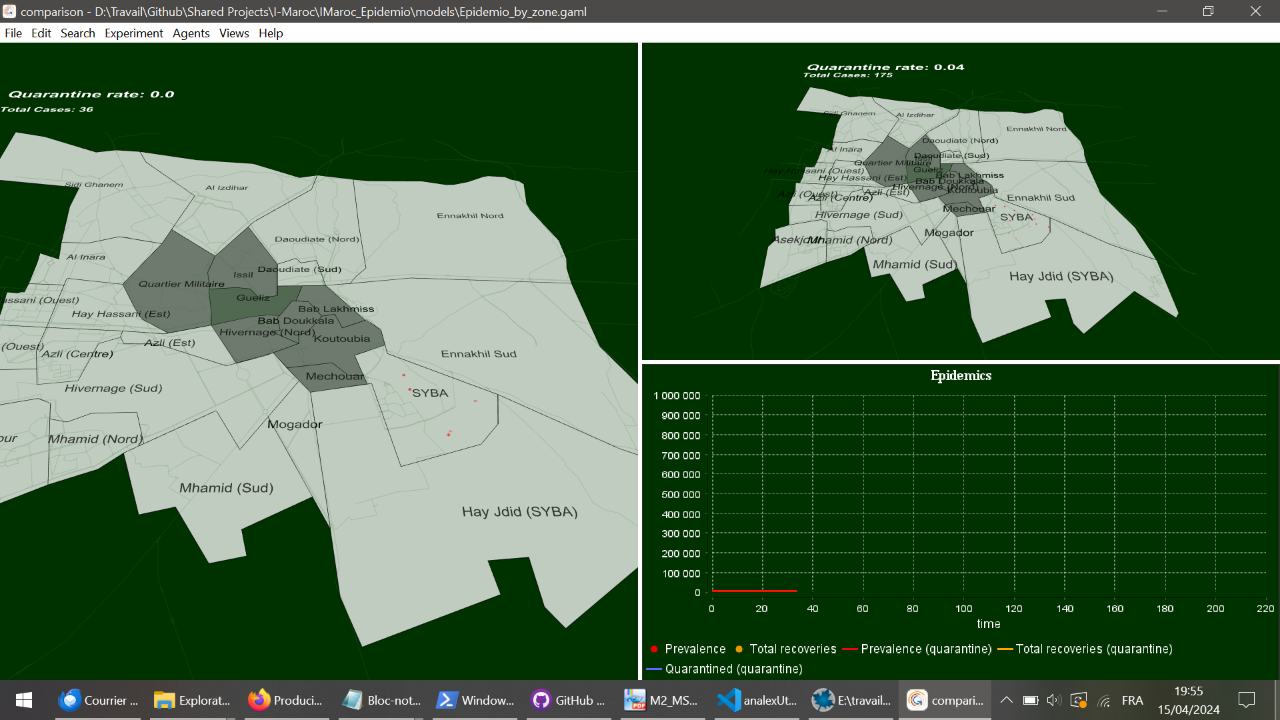 comparison - D:\Travail\Github\Shared Projects\I-Maroc\IMaroc_Epidemio\models\Epidemio_by_zone.gaml
File Edit Search Experiment Agents Views Help
Quarantine rate: 0.0
Total Cases: 36
Sidi Ghanem
Al Izdihar
Ennakhil Nord
Daoudiate (Nord)
Al Inara
Daoudiate (Sud)
Issil
Quartier Militaire
Gueliz
assani (Ouest)
Bab Lakhmiss
Hay Hassani (Est)
Bab Doukkala
Hivernage (Nord)
Koutoubia
(Ouest)
Azli (Est)
Azli (Centre)
Ennakhil Sud
Mechouar
Hivernage (Sud)
SYBA
Mogador
our
Mhamid (Nord)
Mhamid (Sud)
Hay Jdid (SYBA)
Quarantine rate: 0.04
Total Cases: 175
Sidi Ghanem
Al Izdihar
Ennakhil Nord
Daoudiate (Nord)
Al Inara
Daoudiate (Sud)
Quartier Militaire
Hay Hassani (Ouest)
Gueliz
Bab Lakhmiss
Hay Hassani (Est)
Bab Doukkala
Hivernage (Nord)
Koutoubia
Azli (Ouest)
Azli (Est)
Azli (Centre)
Ennakhil Sud
Mechouar
Hivernage (Sud)
SYBA
Mogador
Mhamid (Nord)
Mhamid (Sud)
Hay Jdid (SYBA)
Epidemics
1 000 000
900 000
800 000
700 000
600 000
500 000
400 000
300 000
200 000
100 000
0
0 20 40 60 80 100 120 140 160 180 200 220
time
Prevalence Total recoveries Prevalence (quarantine) Total recoveries (quarantine)
Quarantined (quarantine)
Courrier ... Explorat... Produci... Bloc-not... Window... GitHub ... M2_MS... analexUt... E:\travail... compari... FRA
19:55
15/04/2024